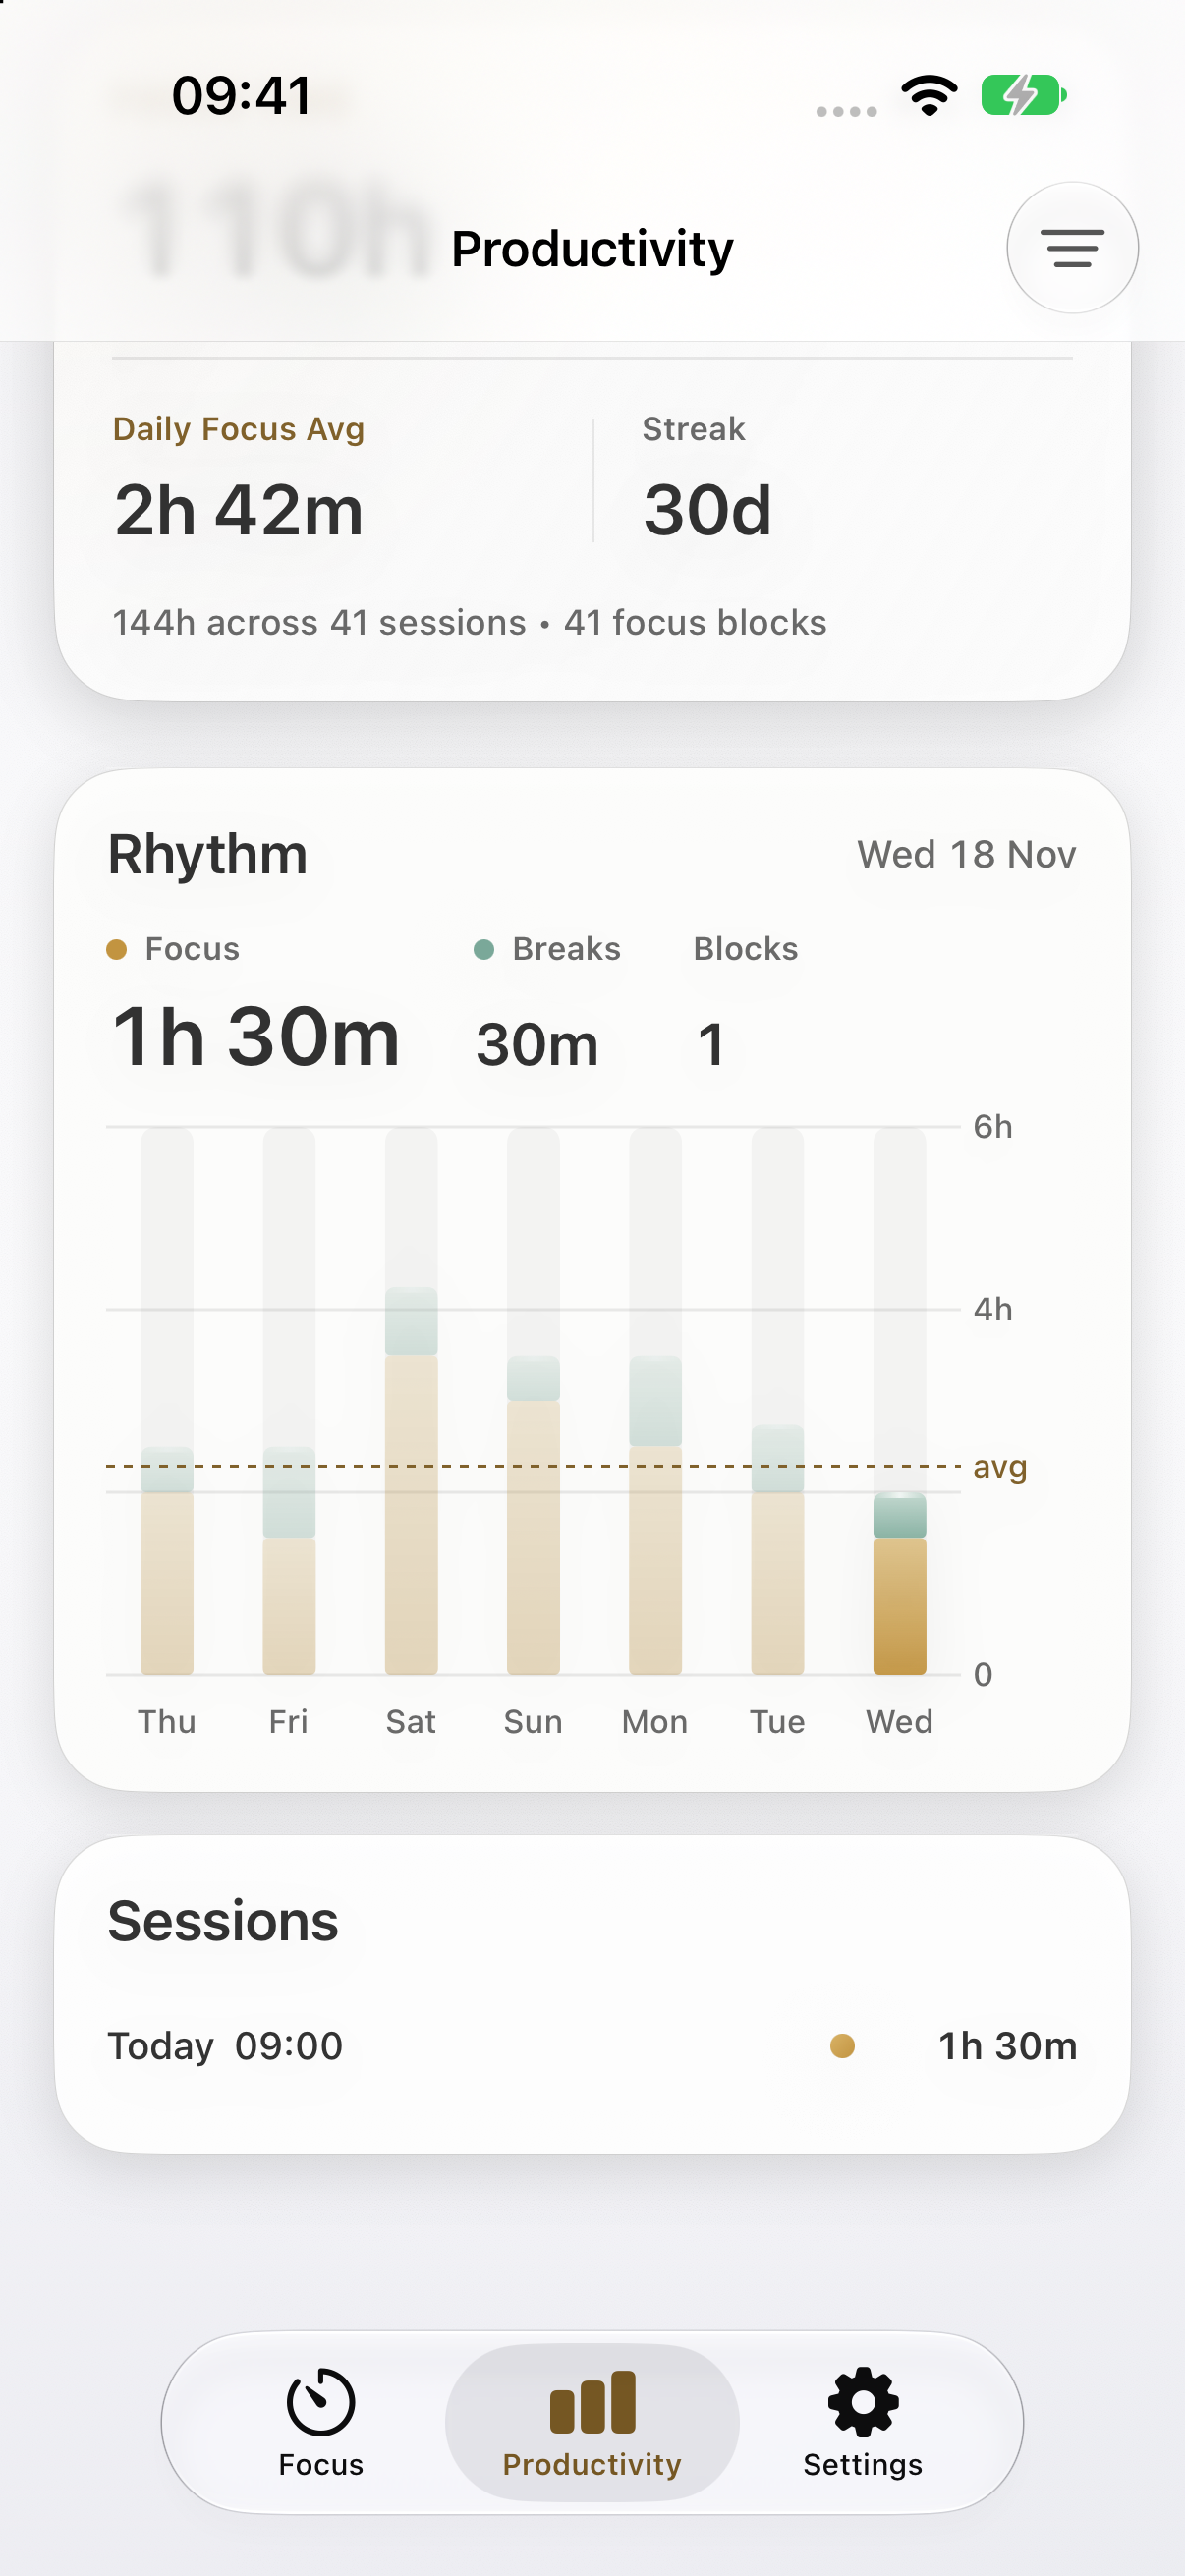 09:41
110h
Productivity
Daily Focus Avg
Streak
2h 42m
30d
144h across 41 sessions • 41 focus blocks
Rhythm
Wed 18 Nov
Focus
Breaks
Blocks
1h 30m
30m
1
6h
4h
avg
0
Thu
Fri
Sat
Sun
Mon
Tue
Wed
Sessions
Today 09:00
1h 30m
Focus
Productivity
Settings